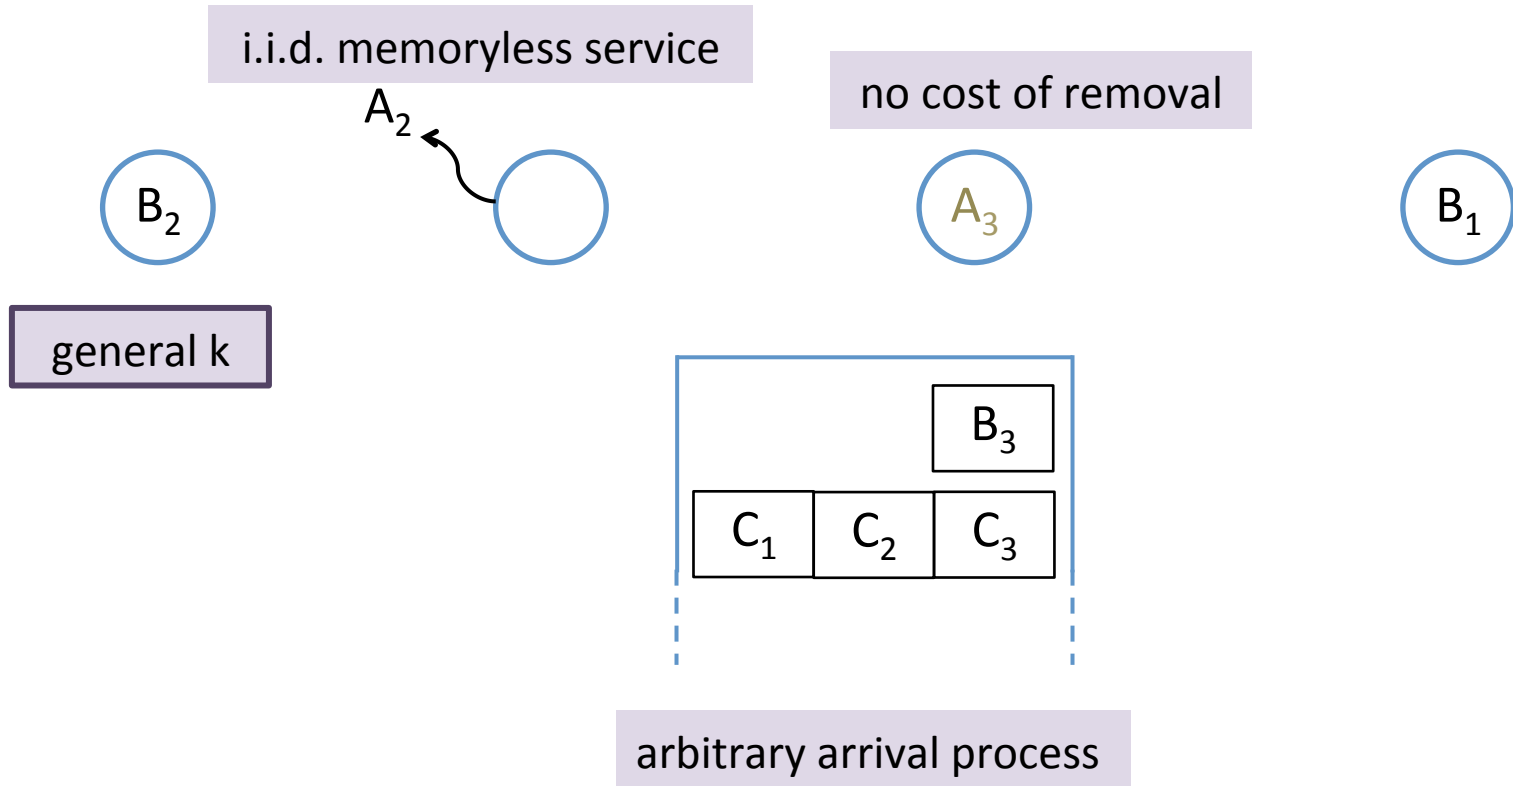 i.i.d. memoryless service
no cost of removal
A₂
B₂
A₃
B₁
general k
B₃
C₁ C₂ C₃
arbitrary arrival process